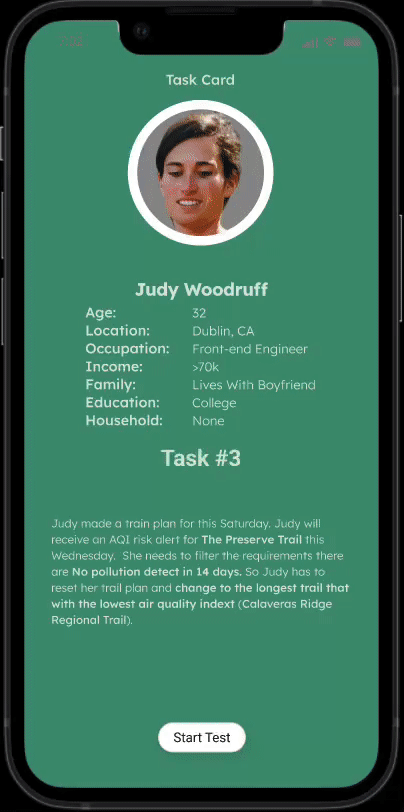 7:32
Task Card
Judy Woodruff
Age: 32
Location: Dublin, CA
Occupation: Front-end Engineer
Income: >70k
Family: Lives With Boyfriend
Education: College
Household: None
Task #3
Judy made a train plan for this Saturday. Judy will
receive an AQI risk alert for The Preserve Trail this
Wednesday. She needs to filter the requirements there
are No pollution detect in 14 days. So Judy has to
reset her trail plan and change to the longest trail that
with the lowest air quality indext (Calaveras Ridge
Regional Trail).
Start Test